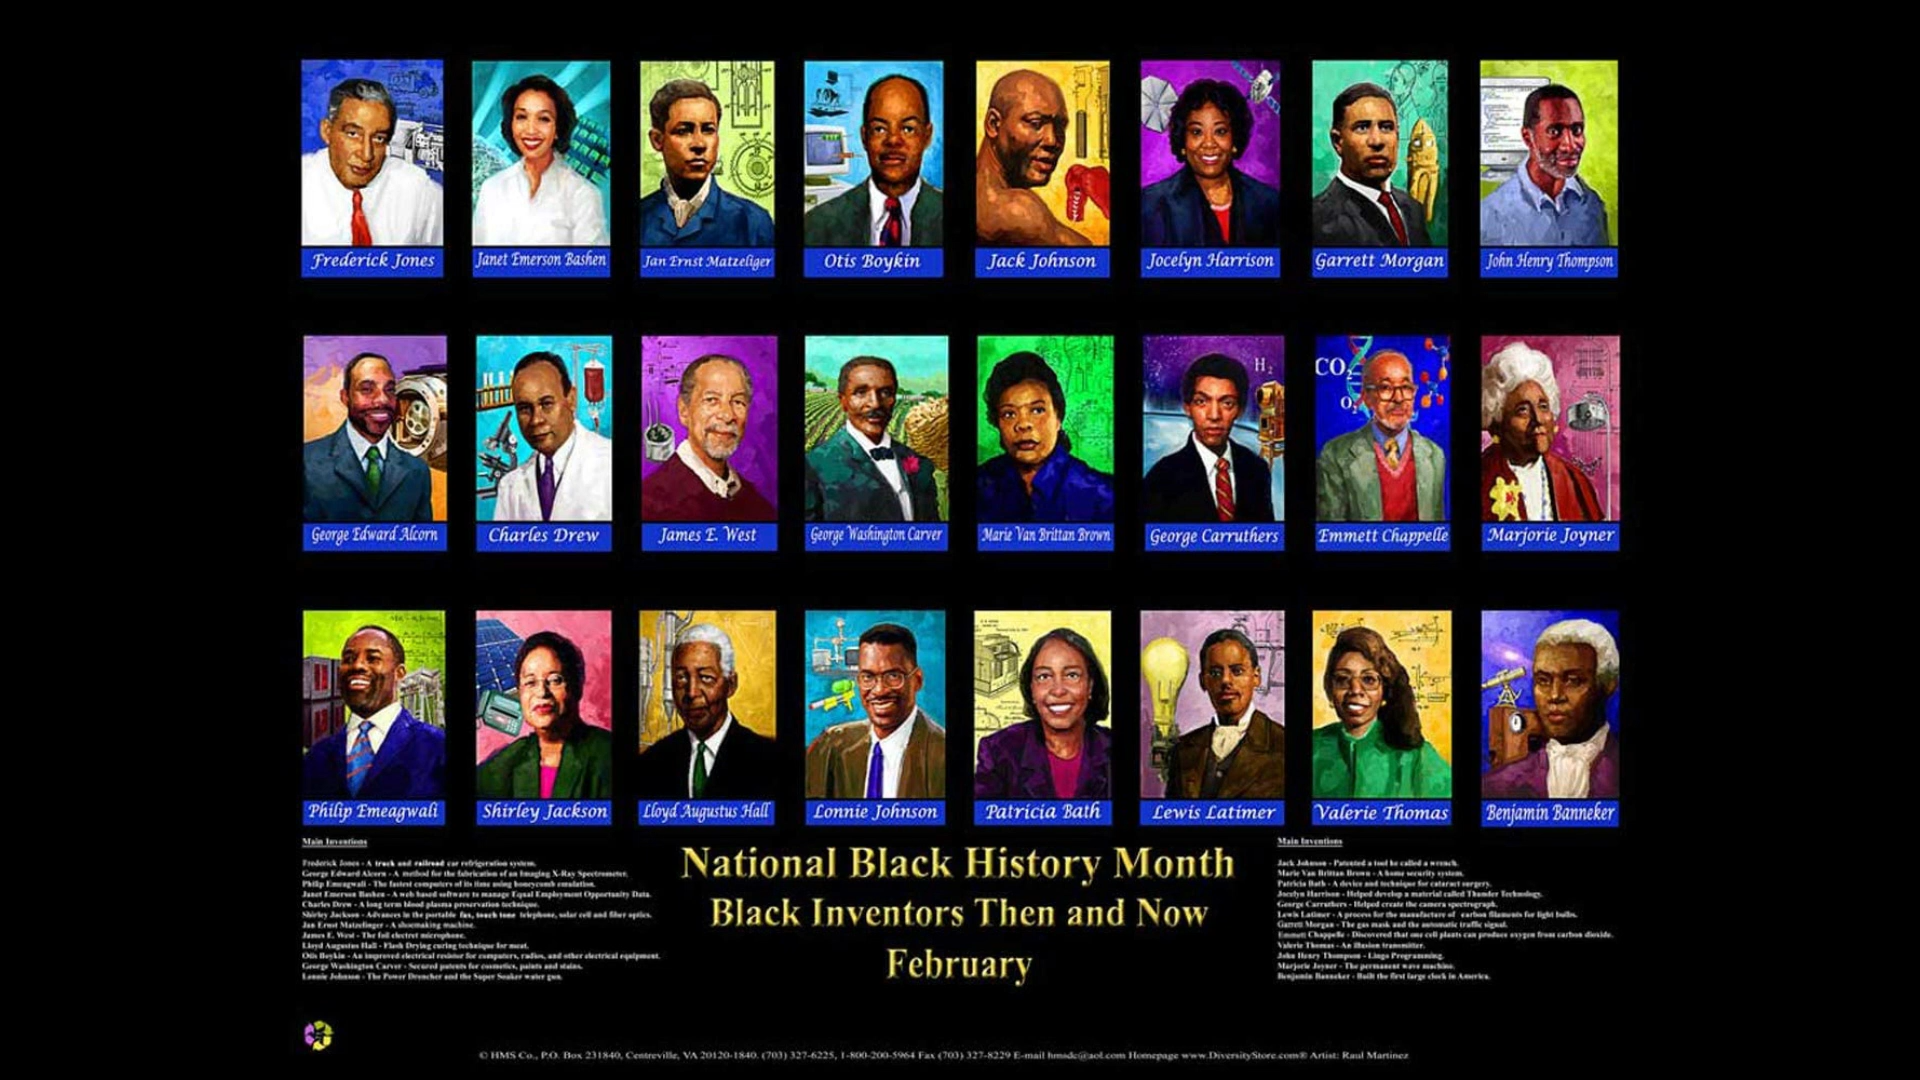 Frederick Jones
Janet Emerson Bashen
Jan Ernst Matzeliger
Otis Boykin
Jack Johnson
Jocelyn Harrison
Garrett Morgan
John Henry Thompson
George Edward Alcorn
Charles Drew
James E. West
George Washington Carver
Marie Van Brittan Brown
George Carruthers
Emmett Chappelle
Marjorie Joyner
CO2
O2
H2
Philip Emeagwali
Shirley Jackson
Lloyd Augustus Hall
Lonnie Johnson
Patricia Bath
Lewis Latimer
Valerie Thomas
Benjamin Banneker
Main Inventions
Frederick Jones - A truck and railroad car refrigeration system.
George Edward Alcorn - A method for the fabrication of an Imaging X-Ray Spectrometer.
Philip Emeagwali - The fastest computers of its time using honeycomb emulation.
Janet Emerson Bashen - A web based software to manage Equal Employment Opportunity Data.
Charles Drew - A long term blood plasma preservation technique.
Shirley Jackson - Advances in the portable fax, touch tone telephone, solar cell and fiber optics.
Jan Ernst Matzelinger - A shoemaking machine.
James E. West - The foil electret microphone.
Lloyd Augustus Hall - Flash Drying curing technique for meat.
Otis Boykin - An improved electrical resistor for computers, radios, and other electrical equipment.
George Washington Carver - Secured patents for cosmetics, paints and stains.
Lonnie Johnson - The Power Drencher and the Super Soaker water gun.
National Black History Month
Black Inventors Then and Now
February
Main Inventions
Jack Johnson - Patented a tool he called a wrench.
Marie Van Brittan Brown - A home security system.
Patricia Bath - A device and technique for cataract surgery.
Jocelyn Harrison - Helped develop a material called Thunder Technology.
George Carruthers - Helped create the camera spectrograph.
Lewis Latimer - A process for the manufacture of carbon filaments for light bulbs.
Garrett Morgan - The gas mask and the automatic traffic signal.
Emmett Chappelle - Discovered that one cell plants can produce oxygen from carbon dioxide.
Valerie Thomas - An illusion transmitter.
John Henry Thompson - Lingo Programming.
Marjorie Joyner - The permanent wave machine.
Benjamin Banneker - Built the first large clock in America.
© HMS Co., P.O. Box 231840, Centreville, VA 20120-1840. (703) 327-6225, 1-800-200-5964 Fax (703) 327-8229 E-mail hmsdc@aol.com Homepage www.DiversityStore.com® Artist: Raul Martinez